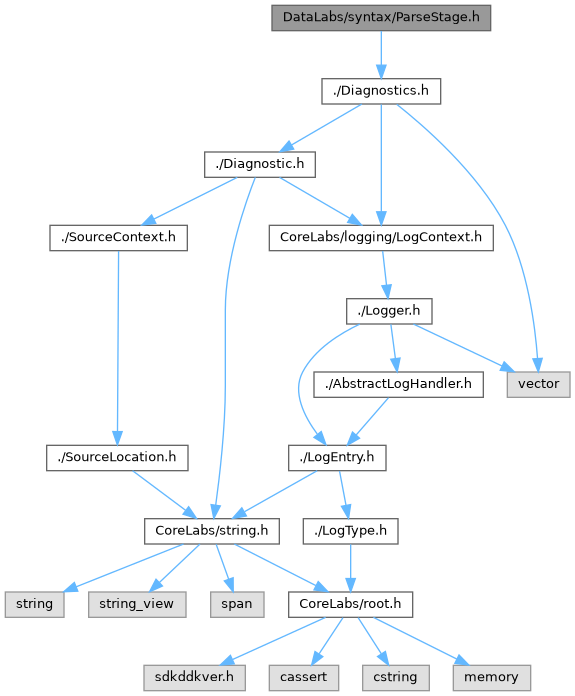 DataLabs/syntax/ParseStage.h
./Diagnostics.h
./Diagnostic.h
./SourceContext.h
CoreLabs/logging/LogContext.h
./Logger.h
./AbstractLogHandler.h
vector
./SourceLocation.h
./LogEntry.h
CoreLabs/string.h
./LogType.h
string
string_view
span
CoreLabs/root.h
sdkddkver.h
cassert
cstring
memory